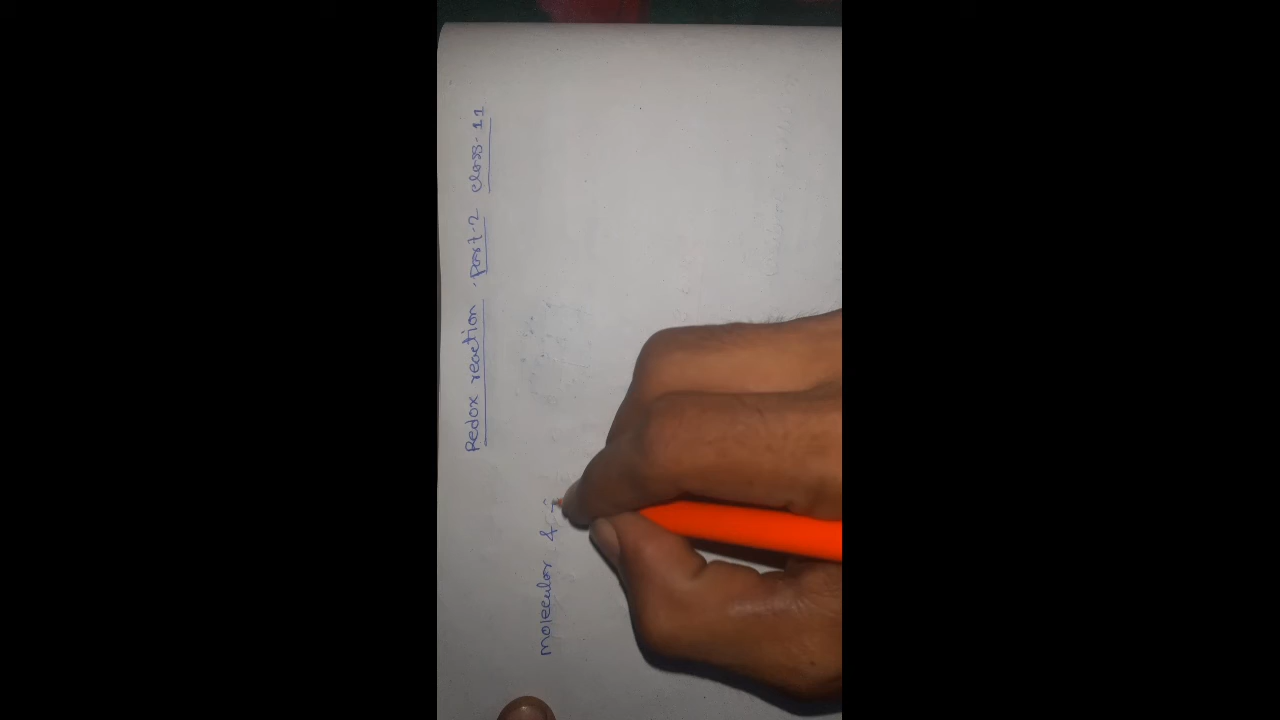 Redox reaction . Part-2 class-11
molecular &